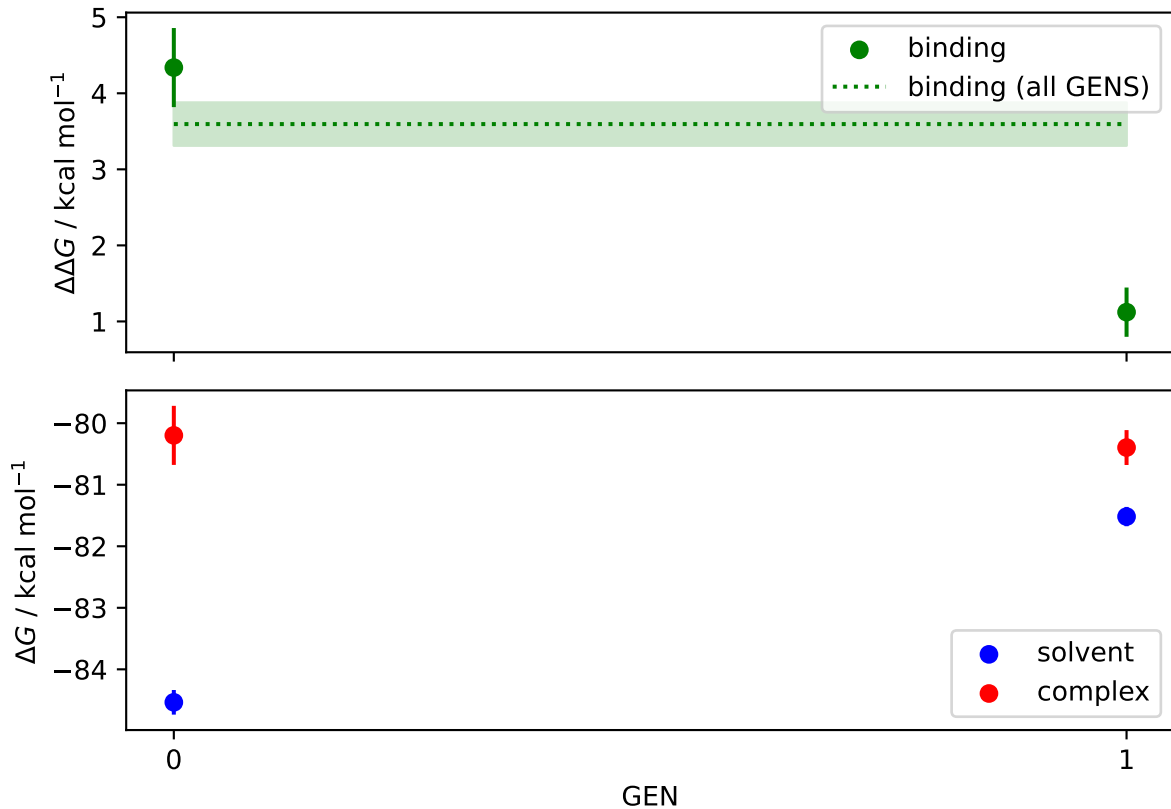 5
4
3
2
1
ΔΔG / kcal mol⁻¹
binding
binding (all GENS)
−80
−81
−82
−83
−84
ΔG / kcal mol⁻¹
solvent
complex
0
1
GEN